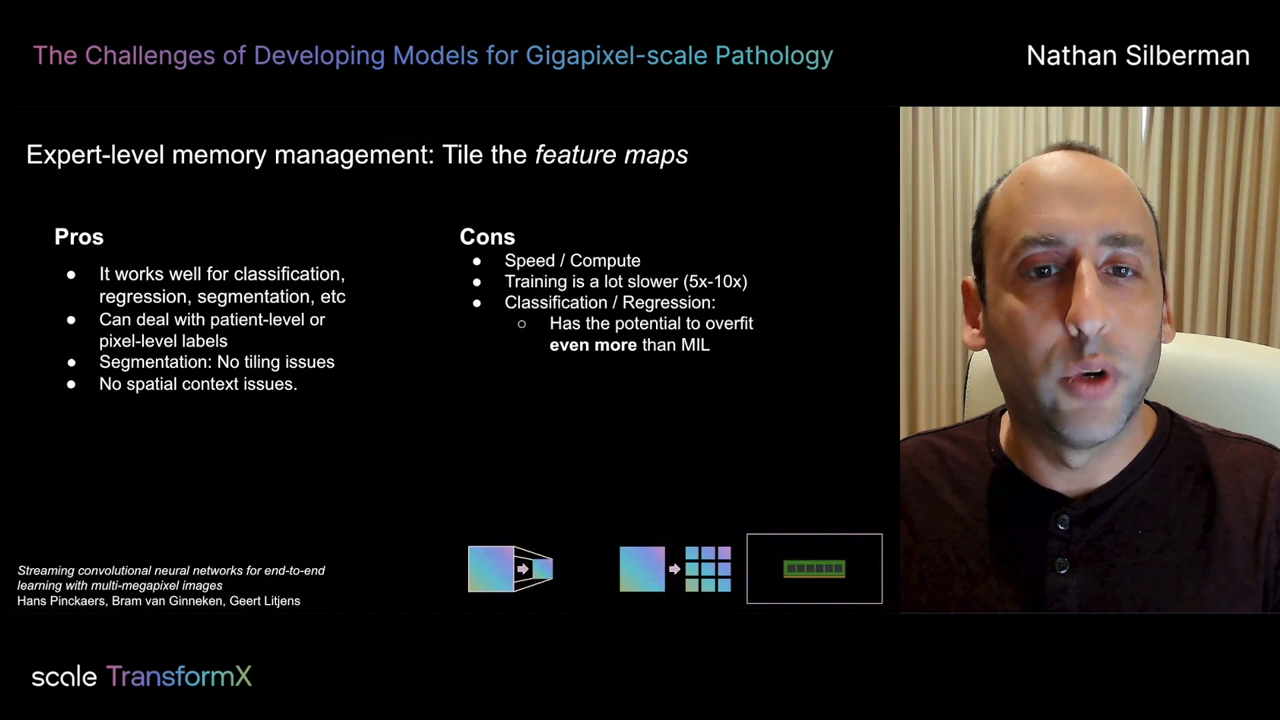 The Challenges of Developing Models for Gigapixel-scale Pathology
Nathan Silberman
Expert-level memory management: Tile the feature maps
Pros
● It works well for classification,
regression, segmentation, etc
● Can deal with patient-level or
pixel-level labels
● Segmentation: No tiling issues
● No spatial context issues.
Cons
● Speed / Compute
● Training is a lot slower (5x-10x)
● Classification / Regression:
○ Has the potential to overfit
even more than MIL
Streaming convolutional neural networks for end-to-end
learning with multi-megapixel images
Hans Pinckaers, Bram van Ginneken, Geert Litjens
scale TransformX